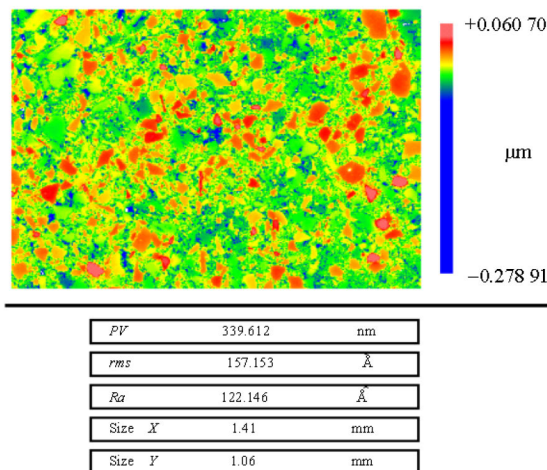 +0.060 70
µm
−0.278 91
PV 339.612 nm
rms 157.153 Å
Ra 122.146 Å
Size X 1.41 mm
Size Y 1.06 mm